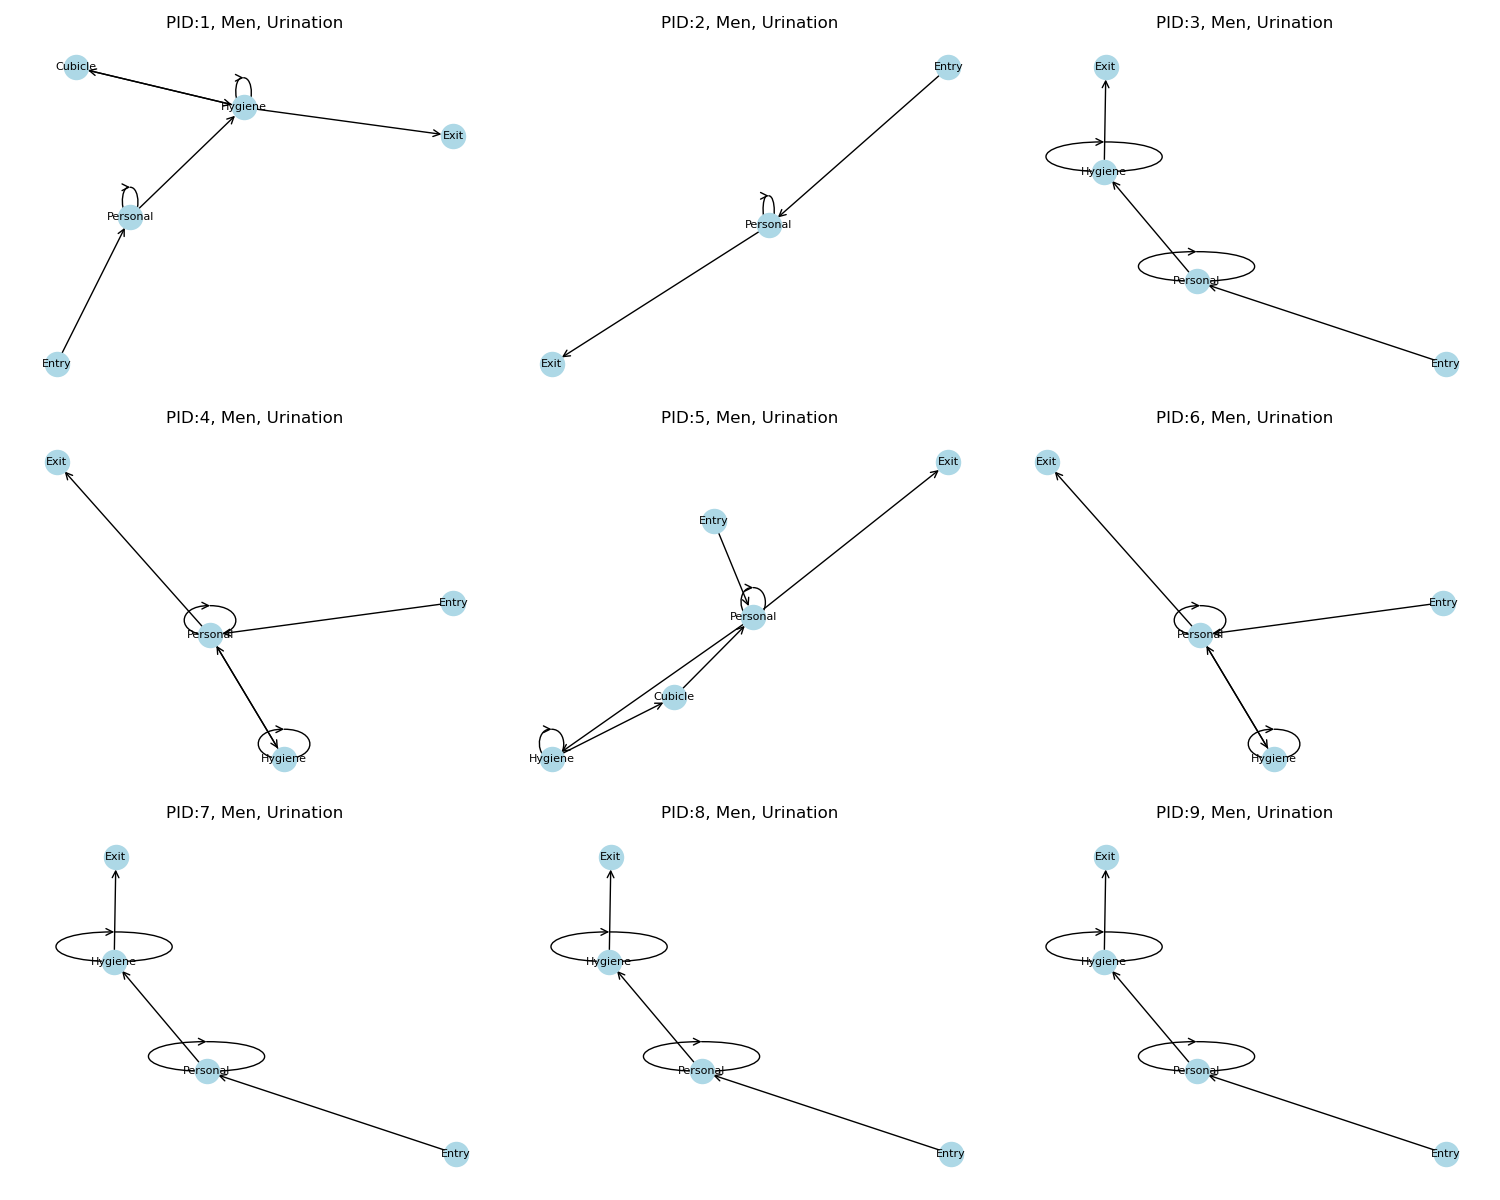 PID:1, Men, Urination
Cubicle
Hygiene
Exit
Personal
Entry
PID:2, Men, Urination
Entry
Personal
Exit
PID:3, Men, Urination
Exit
Hygiene
Personal
Entry
PID:4, Men, Urination
Exit
Entry
Personal
Hygiene
PID:5, Men, Urination
Exit
Entry
Personal
Cubicle
Hygiene
PID:6, Men, Urination
Exit
Entry
Personal
Hygiene
PID:7, Men, Urination
Exit
Hygiene
Personal
Entry
PID:8, Men, Urination
Exit
Hygiene
Personal
Entry
PID:9, Men, Urination
Exit
Hygiene
Personal
Entry